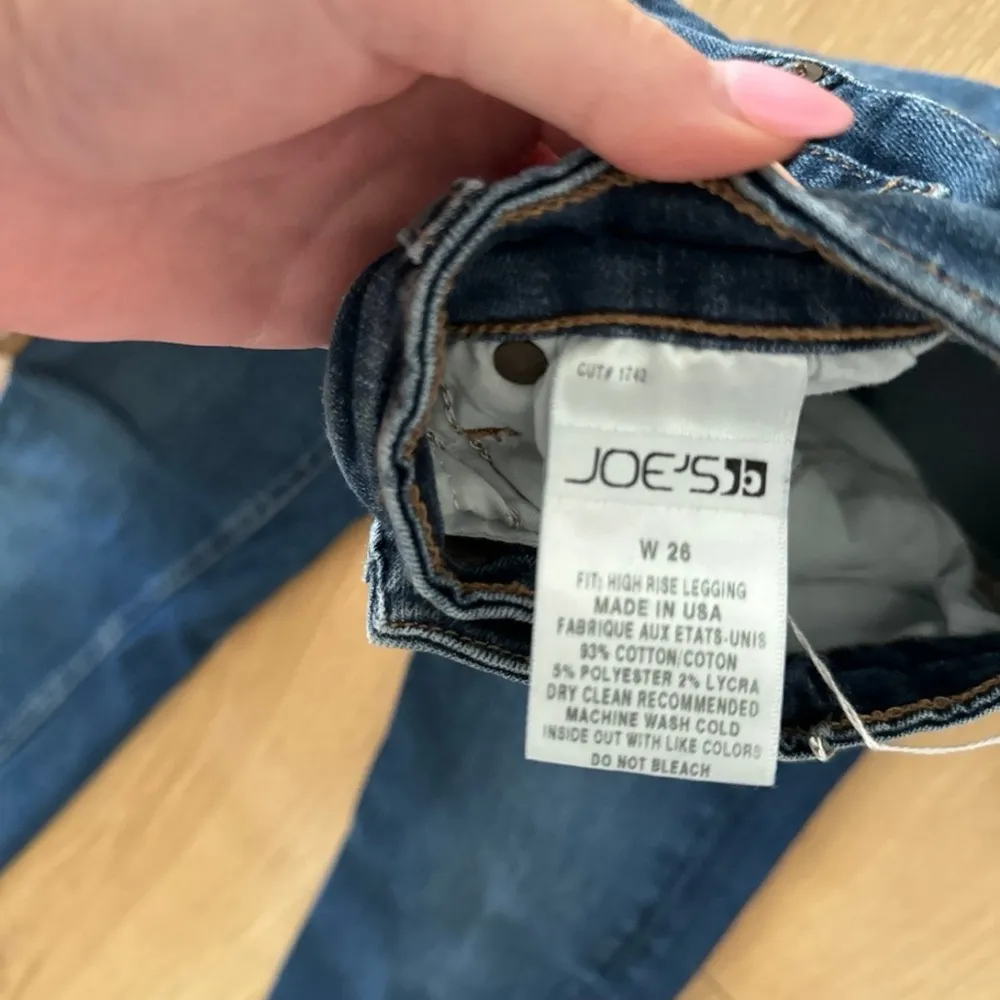 CUT# 1242
JOE'S
W 26
FIT: HIGH RISE LEGGING
MADE IN USA
FABRIQUE AUX ETATS-UNIS
93% COTTON/COTON
5% POLYESTER 2% LYCRA
DRY CLEAN RECOMMENDED
MACHINE WASH COLD
INSIDE OUT WITH LIKE COLORS
DO NOT BLEACH